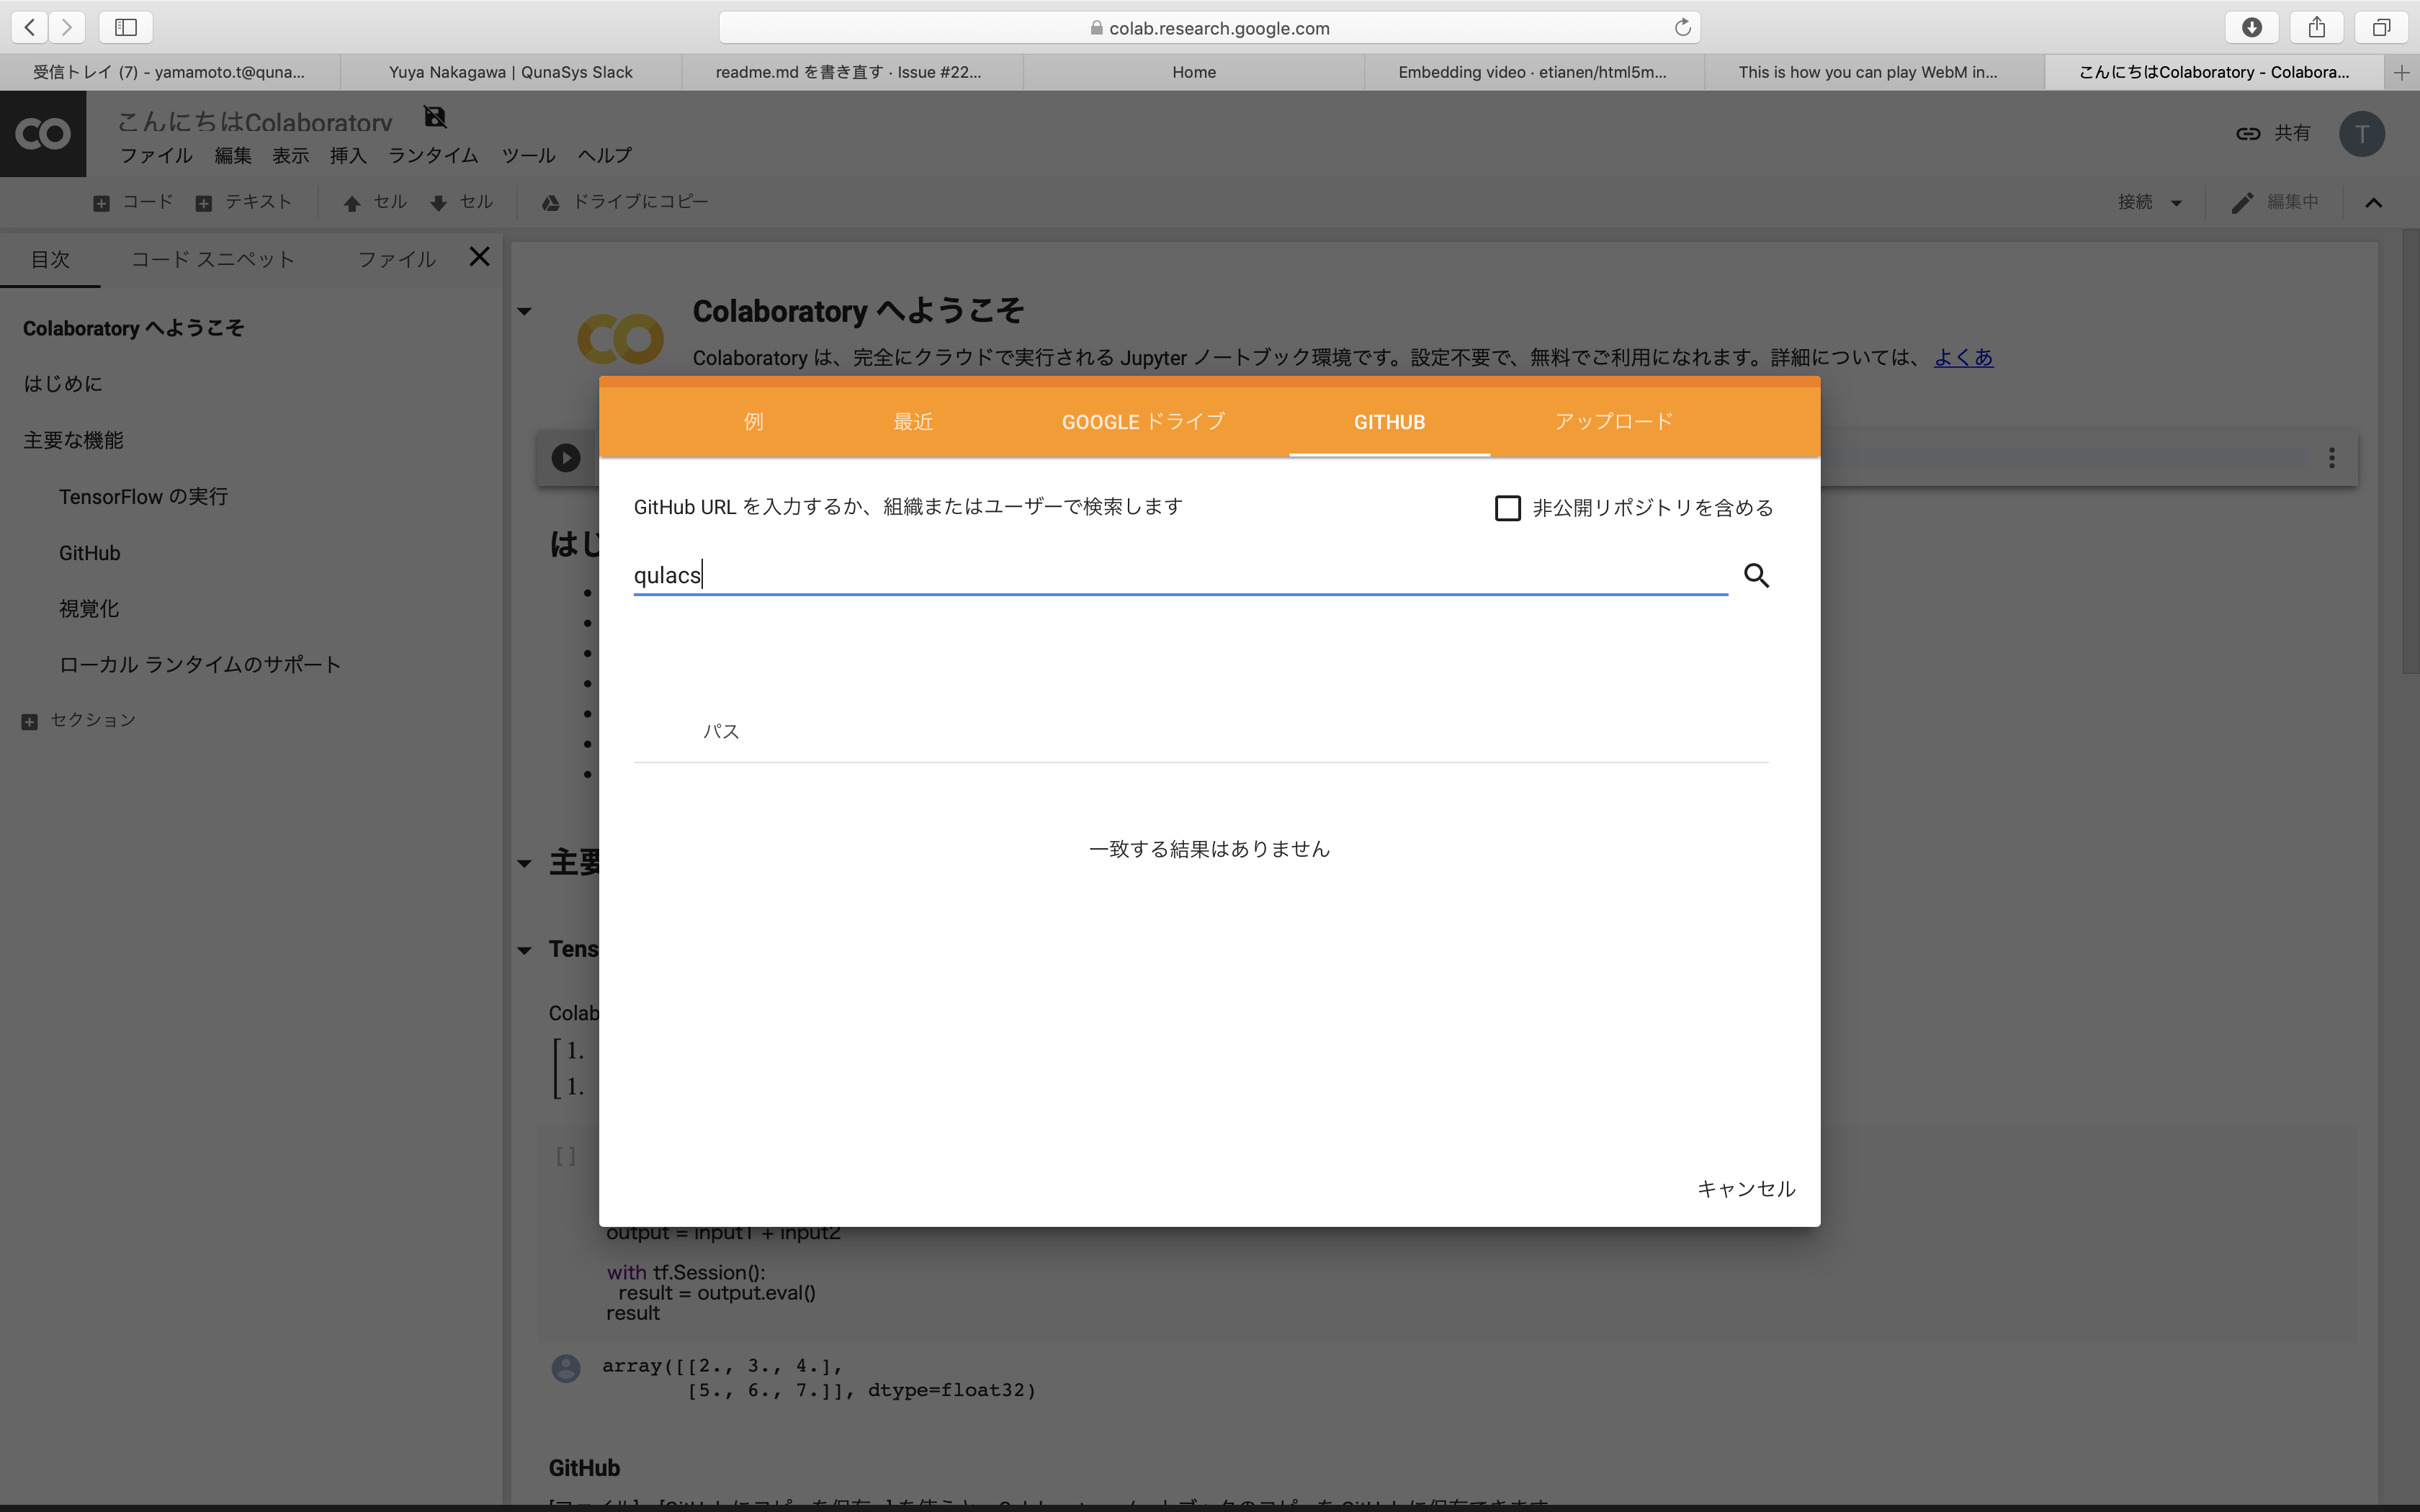 colab.research.google.com
受信トレイ (7) - yamamoto.t@quna...
Yuya Nakagawa | QunaSys Slack
readme.md を書き直す · Issue #22...
Home
Embedding video · etianen/html5m...
This is how you can play WebM in...
こんにちはColaboratory - Colabora...
こんにちはColaboratory
ファイル 編集 表示 挿入 ランタイム ツール ヘルプ
共有
T
コード テキスト セル セル ドライブにコピー
接続 編集中
目次 コード スニペット ファイル
Colaboratory へようこそ
はじめに
主要な機能
TensorFlow の実行
GitHub
視覚化
ローカル ランタイムのサポート
セクション
Colaboratory へようこそ
Colaboratory は、完全にクラウドで実行される Jupyter ノートブック環境です。設定不要で、無料でご利用になれます。詳細については、 よくあ
例 最近 GOOGLE ドライブ GITHUB アップロード
GitHub URL を入力するか、組織またはユーザーで検索します
非公開リポジトリを含める
qulacs
パス
一致する結果はありません
キャンセル
はじ
主要
Tens
Colab
1.
1.
[ ]
output = input1 + input2
with tf.Session():
result = output.eval()
result
array([[2., 3., 4.],
[5., 6., 7.]], dtype=float32)
GitHub